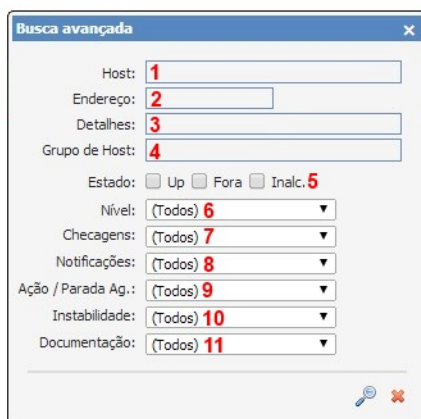 Busca avançada
Host: 1
Endereço: 2
Detalhes: 3
Grupo de Host: 4
Estado: Up Fora Inalc. 5
Nível: (Todos) 6
Checagens: (Todos) 7
Notificações: (Todos) 8
Ação / Parada Ag.: (Todos) 9
Instabilidade: (Todos) 10
Documentação: (Todos) 11